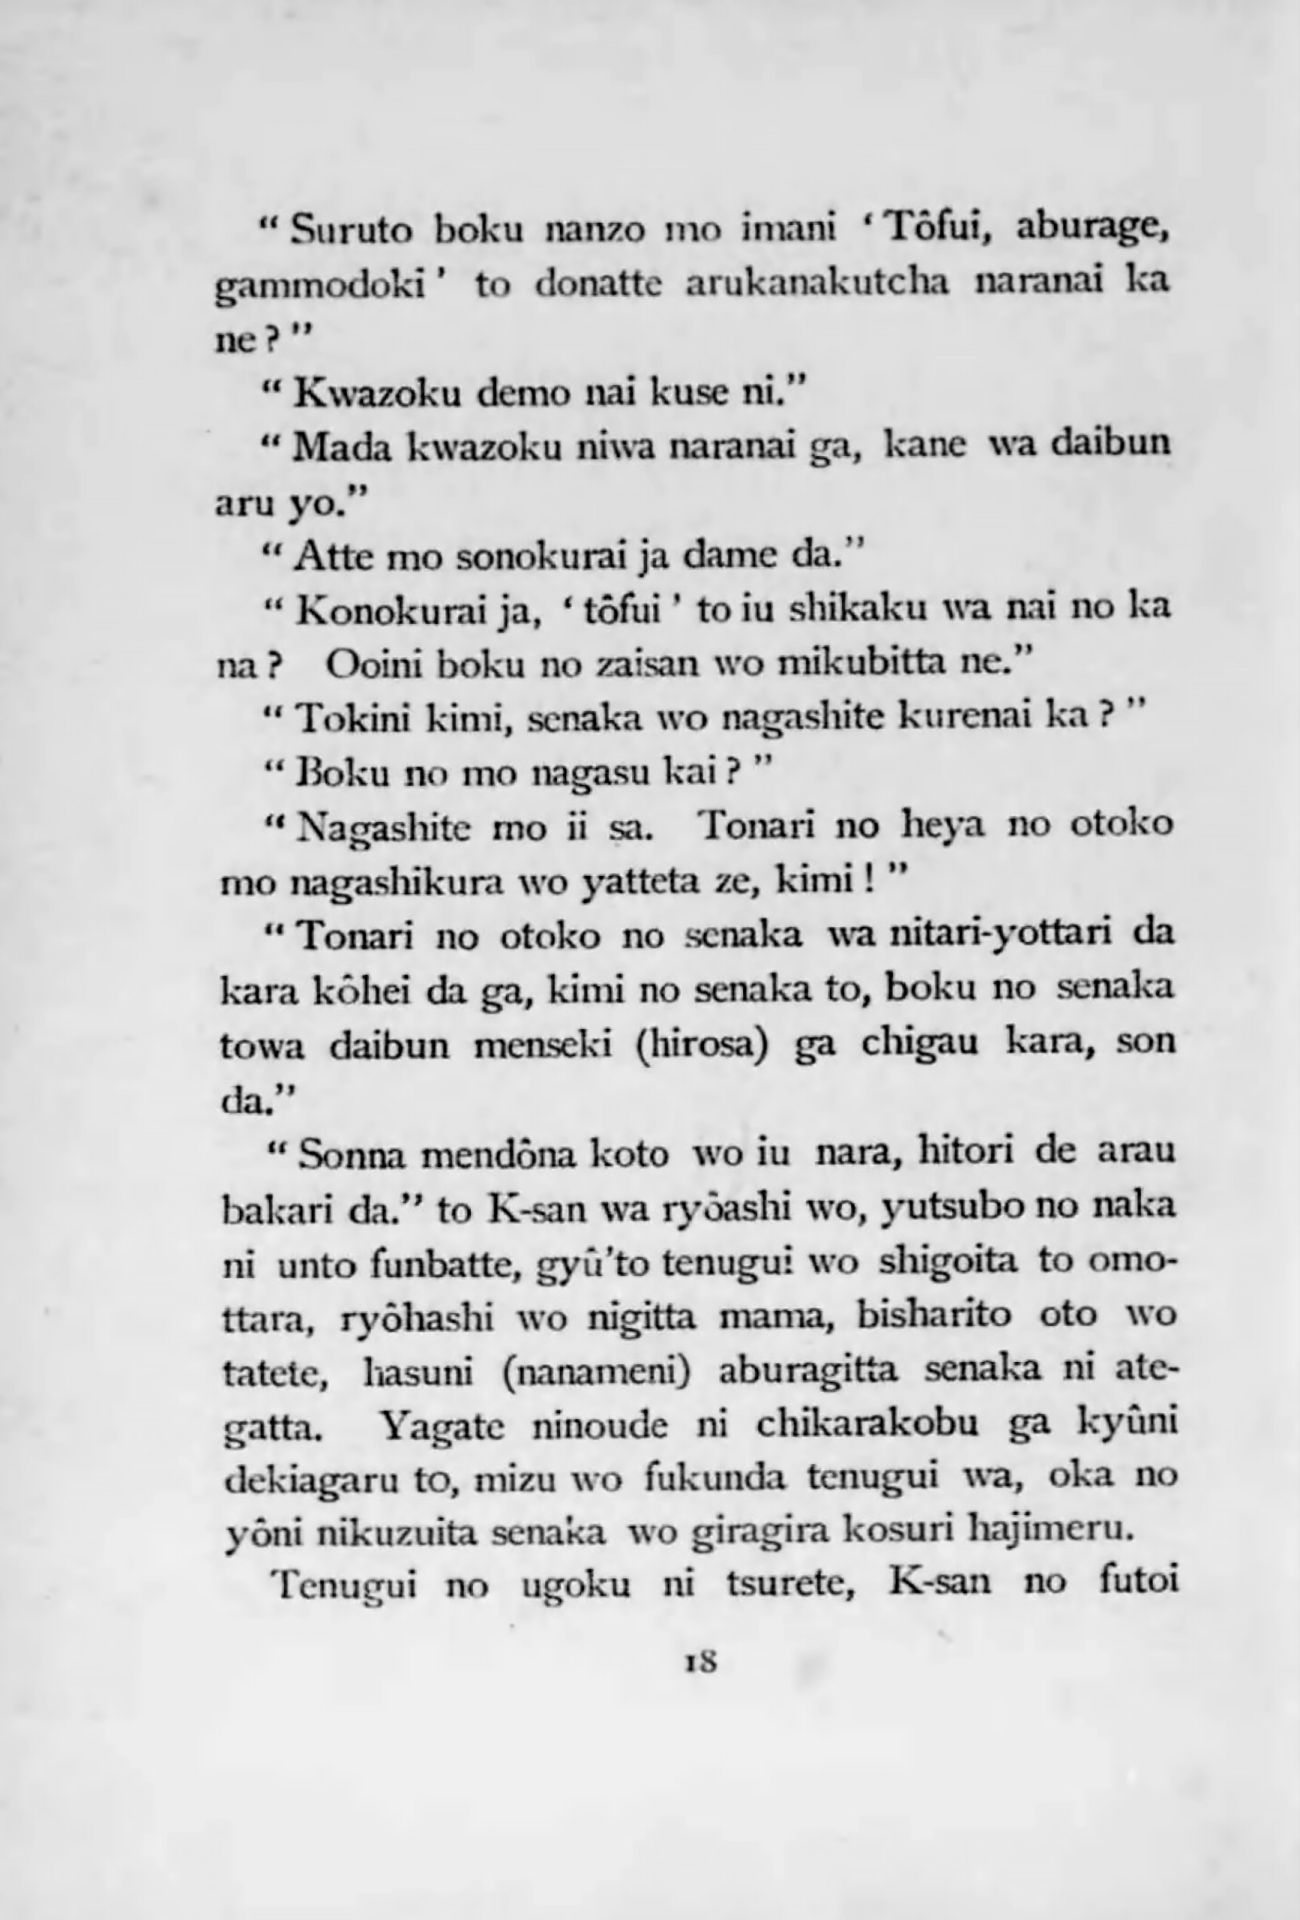 “ Suruto boku nanzo mo imani ‘ Tôfui, aburage,
gammodoki ’ to donatte arukanakutcha naranai ka
ne ? ”
“ Kwazoku demo nai kuse ni.”
“ Mada kwazoku niwa naranai ga, kane wa daibun
aru yo.”
“ Atte mo sonokurai ja dame da.”
“ Konokurai ja, ‘ tôfui ’ to iu shikaku wa nai no ka
na ? Ooini boku no zaisan wo mikubitta ne.”
“ Tokini kimi, senaka wo nagashite kurenai ka ? ”
“ Boku no mo nagasu kai ? ”
“ Nagashite mo ii sa. Tonari no heya no otoko
mo nagashikura wo yatteta ze, kimi ! ”
“ Tonari no otoko no senaka wa nitari-yottari da
kara kôhei da ga, kimi no senaka to, boku no senaka
towa daibun menseki (hirosa) ga chigau kara, son
da.”
“ Sonna mendôna koto wo iu nara, hitori de arau
bakari da.” to K-san wa ryôashi wo, yutsubo no naka
ni unto funbatte, gyû’to tenugui wo shigoita to omo-
ttara, ryôhashi wo nigitta mama, bisharito oto wo
tatete, hasuni (nanameni) aburagitta senaka ni ate-
gatta. Yagate ninoude ni chikarakobu ga kyûni
dekiagaru to, mizu wo fukunda tenugui wa, oka no
yôni nikuzuita senaka wo giragira kosuri hajimeru.
Tenugui no ugoku ni tsurete, K-san no futoi
18